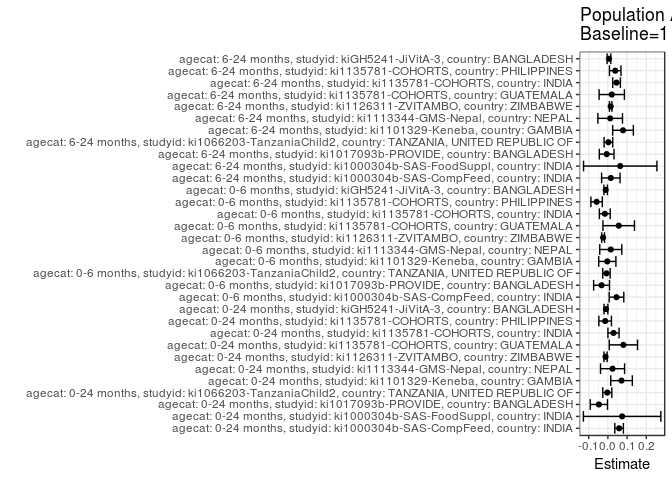 Population
Baseline=1
agecat: 6-24 months, studyid: kiGH5241-JiVitA-3, country: BANGLADESH
agecat: 6-24 months, studyid: ki1135781-COHORTS, country: PHILIPPINES
agecat: 6-24 months, studyid: ki1135781-COHORTS, country: INDIA
agecat: 6-24 months, studyid: ki1135781-COHORTS, country: GUATEMALA
agecat: 6-24 months, studyid: ki1126311-ZVITAMBO, country: ZIMBABWE
agecat: 6-24 months, studyid: ki1113344-GMS-Nepal, country: NEPAL
agecat: 6-24 months, studyid: ki1101329-Keneba, country: GAMBIA
agecat: 6-24 months, studyid: ki1066203-TanzaniaChild2, country: TANZANIA, UNITED REPUBLIC OF
agecat: 6-24 months, studyid: ki1017093b-PROVIDE, country: BANGLADESH
agecat: 6-24 months, studyid: ki1000304b-SAS-FoodSuppl, country: INDIA
agecat: 6-24 months, studyid: ki1000304b-SAS-CompFeed, country: INDIA
agecat: 0-6 months, studyid: kiGH5241-JiVitA-3, country: BANGLADESH
agecat: 0-6 months, studyid: ki1135781-COHORTS, country: PHILIPPINES
agecat: 0-6 months, studyid: ki1135781-COHORTS, country: INDIA
agecat: 0-6 months, studyid: ki1135781-COHORTS, country: GUATEMALA
agecat: 0-6 months, studyid: ki1126311-ZVITAMBO, country: ZIMBABWE
agecat: 0-6 months, studyid: ki1113344-GMS-Nepal, country: NEPAL
agecat: 0-6 months, studyid: ki1101329-Keneba, country: GAMBIA
agecat: 0-6 months, studyid: ki1066203-TanzaniaChild2, country: TANZANIA, UNITED REPUBLIC OF
agecat: 0-6 months, studyid: ki1017093b-PROVIDE, country: BANGLADESH
agecat: 0-6 months, studyid: ki1000304b-SAS-CompFeed, country: INDIA
agecat: 0-24 months, studyid: kiGH5241-JiVitA-3, country: BANGLADESH
agecat: 0-24 months, studyid: ki1135781-COHORTS, country: PHILIPPINES
agecat: 0-24 months, studyid: ki1135781-COHORTS, country: INDIA
agecat: 0-24 months, studyid: ki1135781-COHORTS, country: GUATEMALA
agecat: 0-24 months, studyid: ki1126311-ZVITAMBO, country: ZIMBABWE
agecat: 0-24 months, studyid: ki1113344-GMS-Nepal, country: NEPAL
agecat: 0-24 months, studyid: ki1101329-Keneba, country: GAMBIA
agecat: 0-24 months, studyid: ki1066203-TanzaniaChild2, country: TANZANIA, UNITED REPUBLIC OF
agecat: 0-24 months, studyid: ki1017093b-PROVIDE, country: BANGLADESH
agecat: 0-24 months, studyid: ki1000304b-SAS-FoodSuppl, country: INDIA
agecat: 0-24 months, studyid: ki1000304b-SAS-CompFeed, country: INDIA
-0.10.0 0.1 0.2
Estimate